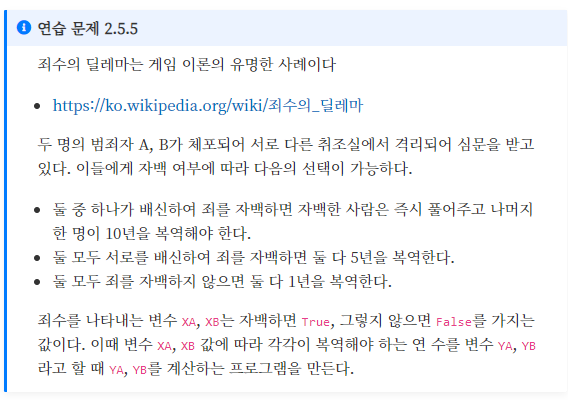 연습 문제 2.5.5
죄수의 딜레마는 게임 이론의 유명한 사례이다
https://ko.wikipedia.org/wiki/죄수의_딜레마
두 명의 범죄자 A, B가 체포되어 서로 다른 취조실에서 격리되어 심문을 받고
있다. 이들에게 자백 여부에 따라 다음의 선택이 가능하다.
둘 중 하나가 배신하여 죄를 자백하면 자백한 사람은 즉시 풀어주고 나머지
한 명이 10년을 복역해야 한다.
둘 모두 서로를 배신하여 죄를 자백하면 둘 다 5년을 복역한다.
둘 모두 죄를 자백하지 않으면 둘 다 1년을 복역한다.
죄수를 나타내는 변수 XA, XB는 자백하면 True, 그렇지 않으면 False를 가지는
값이다. 이때 변수 XA, XB 값에 따라 각각이 복역해야 하는 연 수를 변수 YA, YB
라고 할 때 YA, YB를 계산하는 프로그램을 만든다.